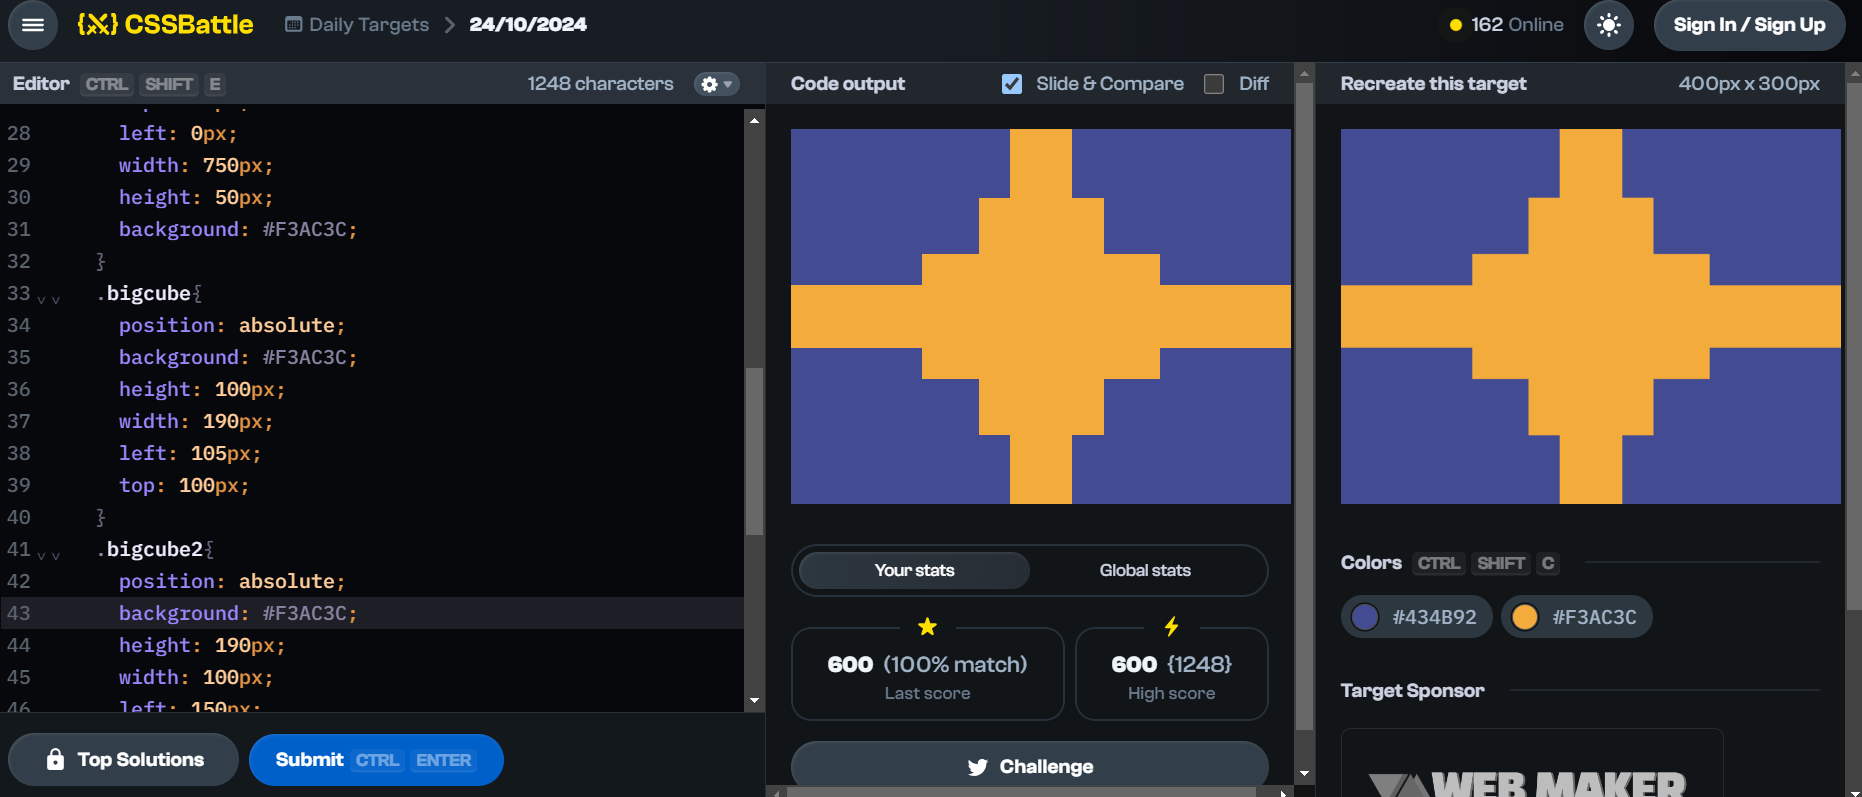 {X} CSSBattle
Daily Targets > 24/10/2024
162 Online
Sign In / Sign Up
Editor CTRL SHIFT E
1248 characters
28 left: 0px;
29 width: 750px;
30 height: 50px;
31 background: #F3AC3C;
32 }
33 .bigcube{
34 position: absolute;
35 background: #F3AC3C;
36 height: 100px;
37 width: 190px;
38 left: 105px;
39 top: 100px;
40 }
41 .bigcube2{
42 position: absolute;
43 background: #F3AC3C;
44 height: 190px;
45 width: 100px;
46 left: 150px;
Top Solutions
Submit CTRL ENTER
Code output
Slide & Compare
Diff
Your stats
Global stats
600 (100% match)
Last score
600 {1248}
High score
Challenge
Recreate this target
400px x 300px
Colors CTRL SHIFT C
#434B92
#F3AC3C
Target Sponsor
WEB MAKER